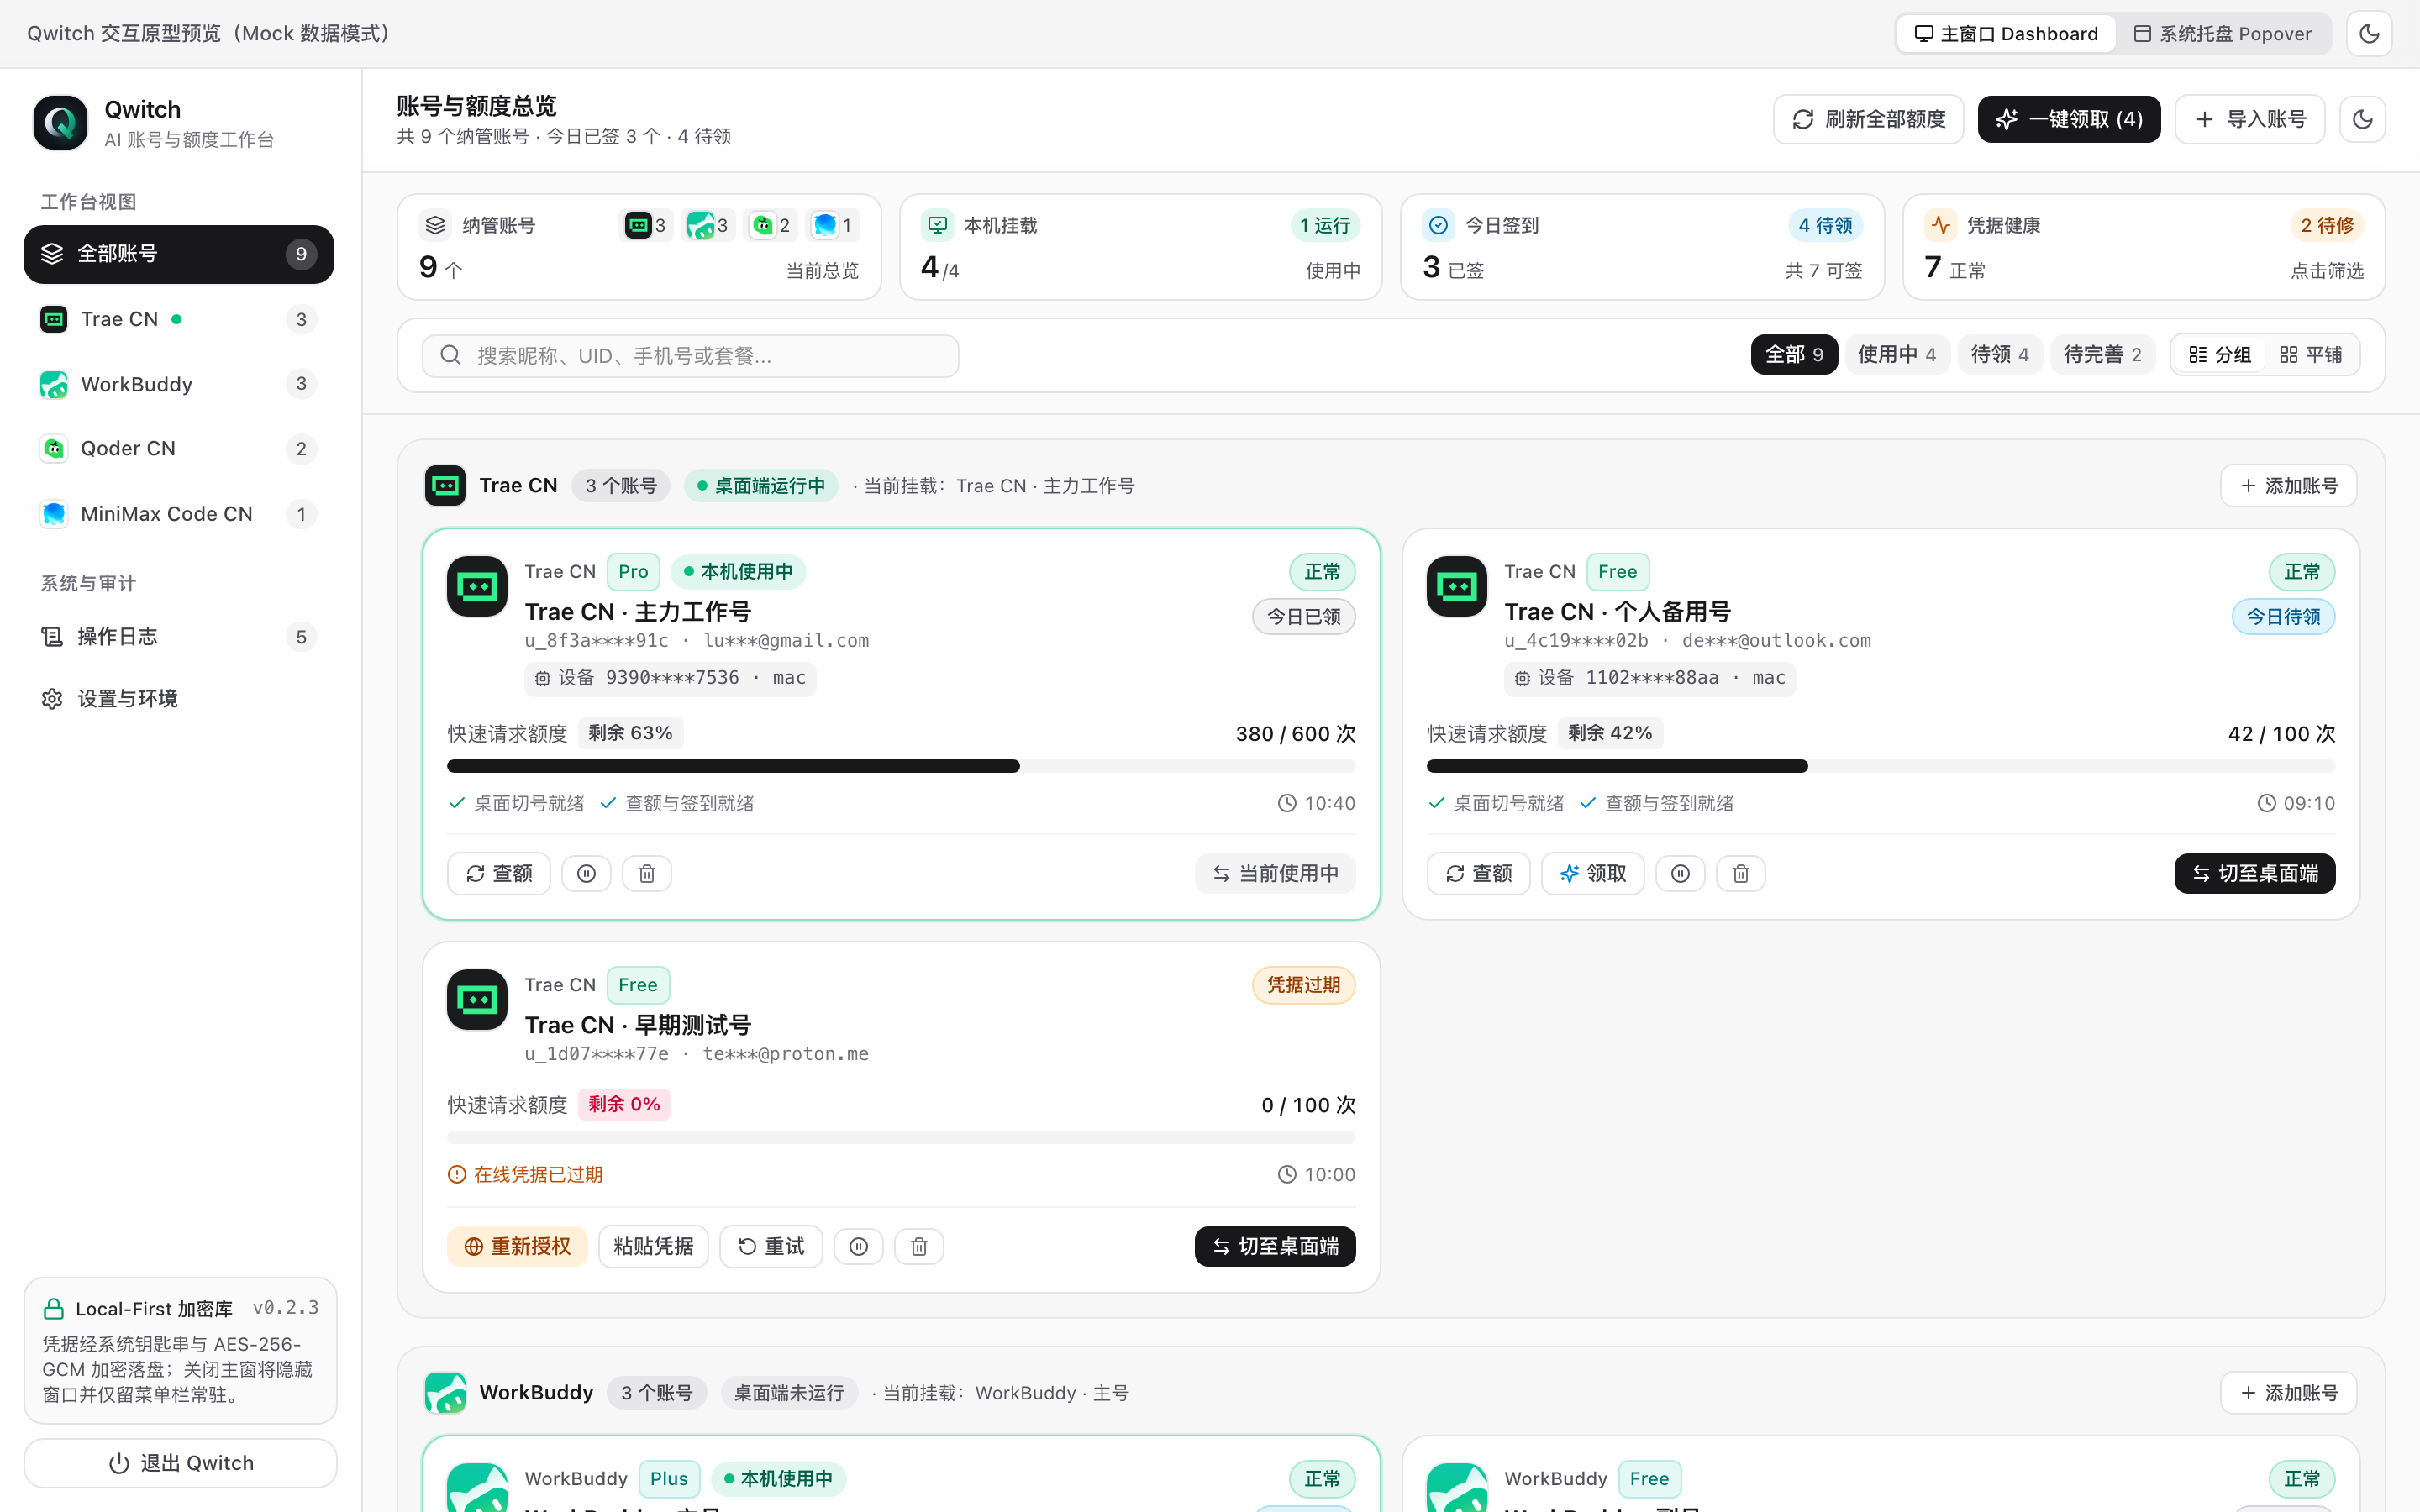 Qwitch 交互原型预览（Mock 数据模式）
主窗口 Dashboard
系统托盘 Popover
Qwitch
AI 账号与额度工作台
工作台视图
全部账号 9
Trae CN 3
WorkBuddy 3
Qoder CN 2
MiniMax Code CN 1
系统与审计
操作日志 5
设置与环境
Local-First 加密库 v0.2.3
凭据经系统钥匙串与 AES-256-
GCM 加密落盘；关闭主窗将隐藏
窗口并仅留菜单栏常驻。
退出 Qwitch
账号与额度总览
共 9 个纳管账号 · 今日已签 3 个 · 4 待领
刷新全部额度
一键领取 (4)
导入账号
纳管账号 3 3 2 1
9 个 当前总览
本机挂载 1 运行
4 /4 使用中
今日签到 4 待领
3 已签 共 7 可签
凭据健康 2 待修
7 正常 点击筛选
搜索昵称、UID、手机号或套餐...
全部 9 使用中 4 待领 4 待完善 2 分组 平铺
Trae CN 3 个账号 桌面端运行中 · 当前挂载：Trae CN · 主力工作号 添加账号
Trae CN Pro 本机使用中 正常
Trae CN · 主力工作号 今日已领
u_8f3a****91c · lu***@gmail.com
设备 9390****7536 · mac
快速请求额度 剩余 63% 380 / 600 次
桌面切号就绪 查额与签到就绪 10:40
查额 当前使用中
Trae CN Free 正常
Trae CN · 个人备用号 今日待领
u_4c19****02b · de***@outlook.com
设备 1102****88aa · mac
快速请求额度 剩余 42% 42 / 100 次
桌面切号就绪 查额与签到就绪 09:10
查额 领取 切至桌面端
Trae CN Free 凭据过期
Trae CN · 早期测试号
u_1d07****77e · te***@proton.me
快速请求额度 剩余 0% 0 / 100 次
在线凭据已过期 10:00
重新授权 粘贴凭据 重试 切至桌面端
WorkBuddy 3 个账号 桌面端未运行 · 当前挂载：WorkBuddy · 主号 添加账号
WorkBuddy Plus 本机使用中 正常
WorkBuddy Free 正常